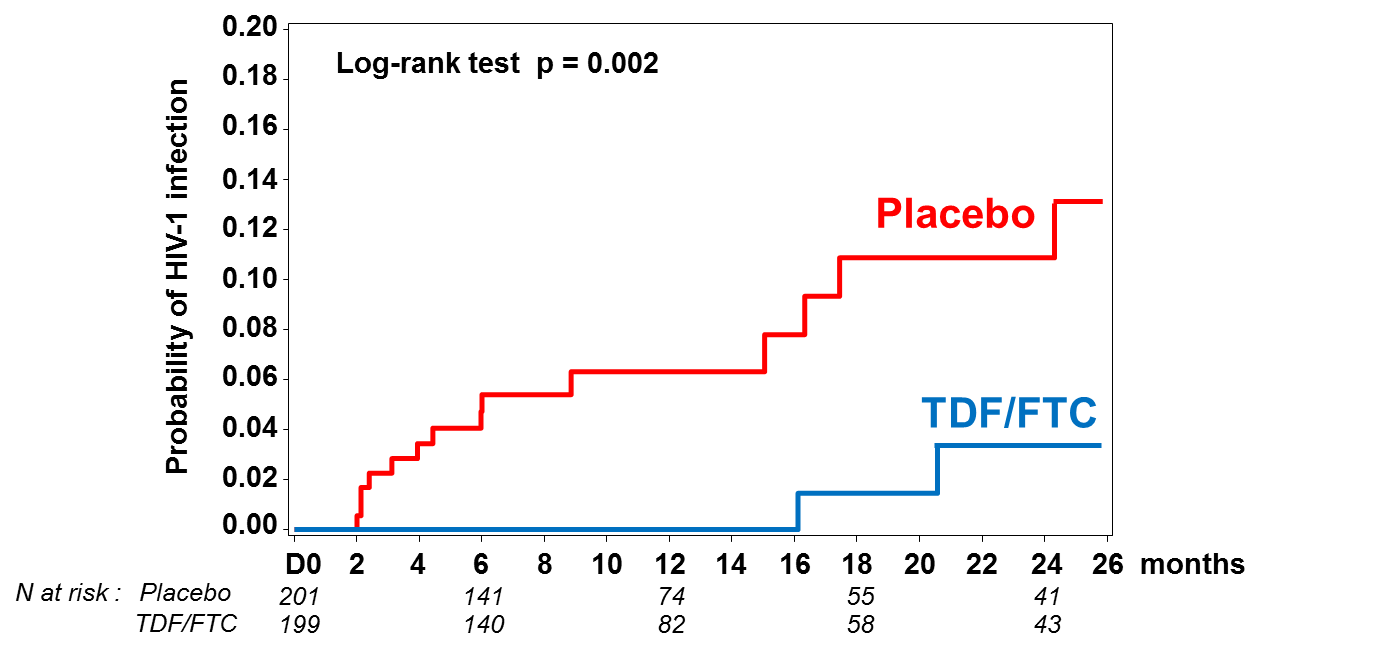 0.20
Log-rank test p = 0.002
0.18
0.16
0.14
0.12
0.10
0.08
0.06
0.04
0.02
0.00
Probability of HIV-1 infection
Placebo
TDF/FTC
D0 2 4 6 8 10 12 14 16 18 20 22 24 26 months
N at risk : Placebo 201 141 74 55 41
TDF/FTC 199 140 82 58 43